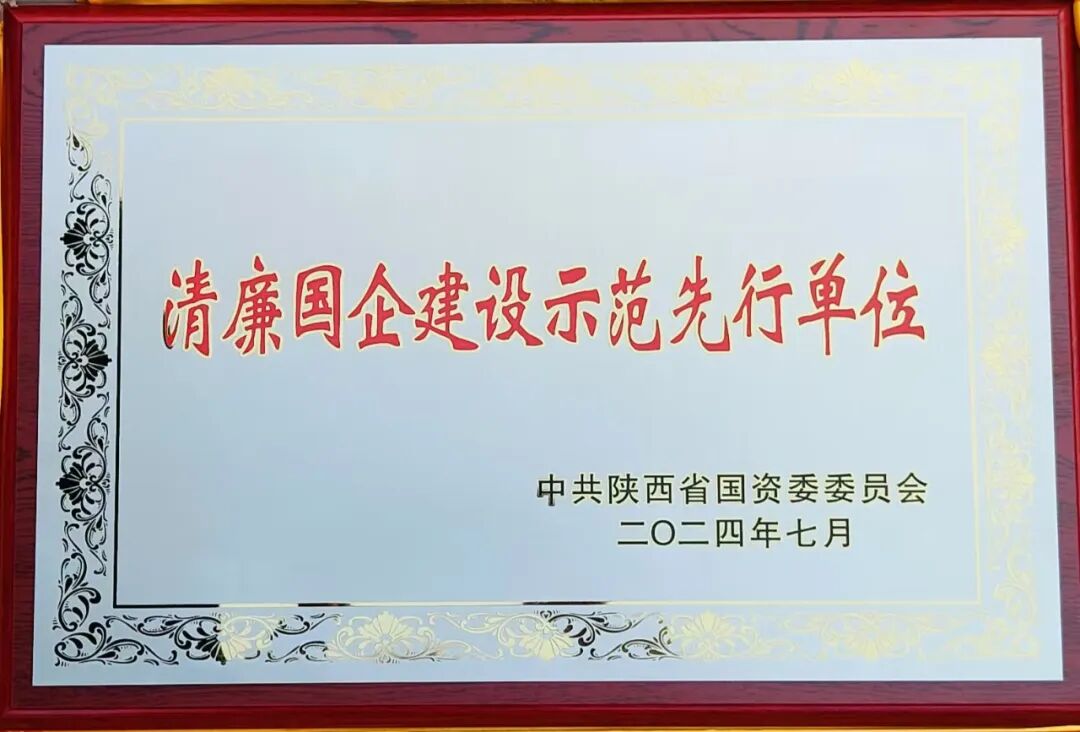 清廉国企建设示范先行单位
中共陕西省国资委委员会
二〇二四年七月